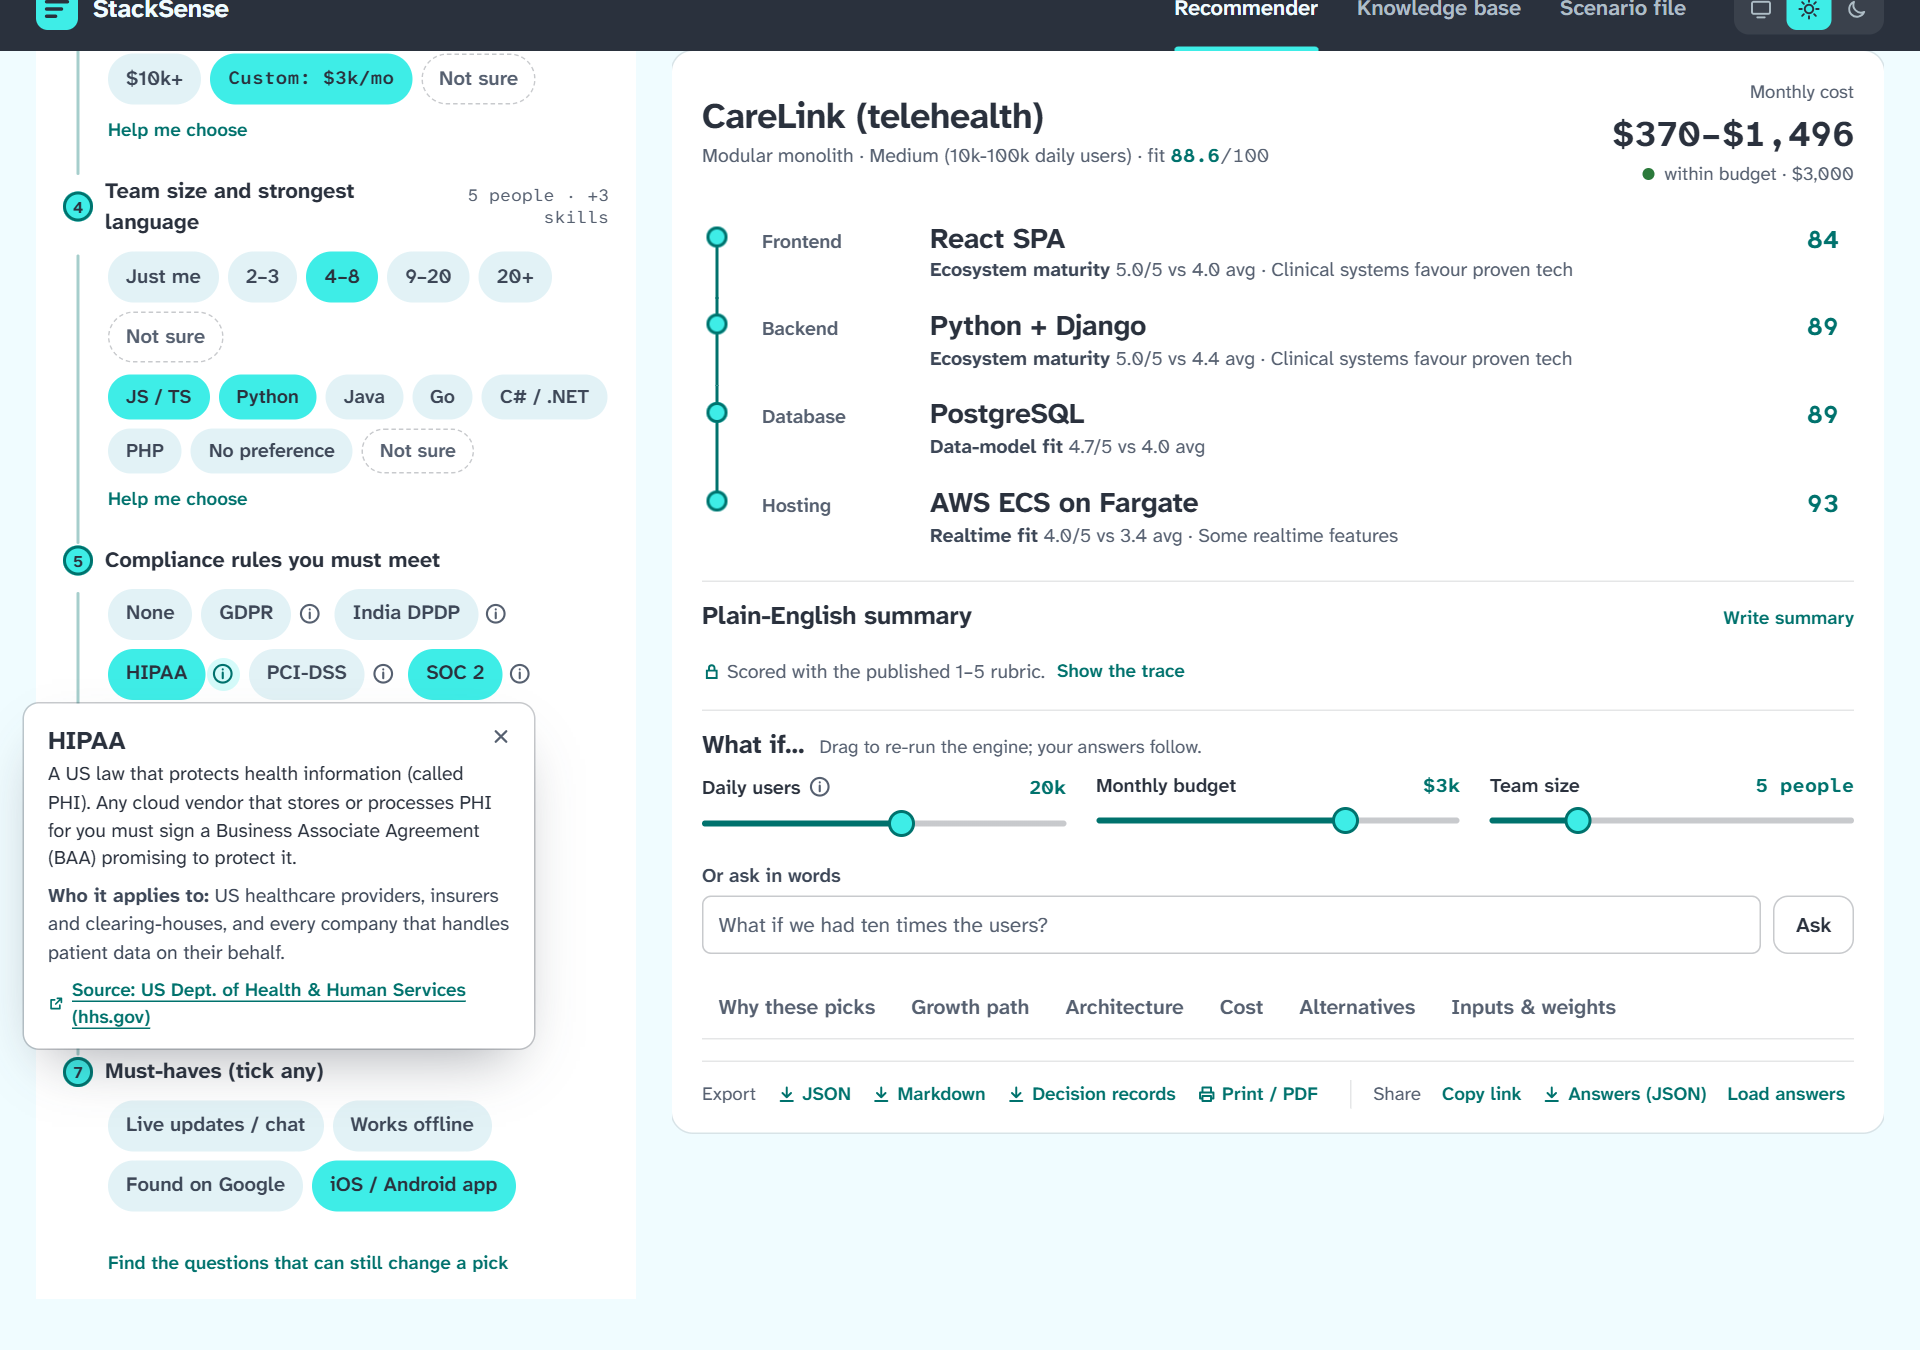 StackSense
Recommender
Knowledge base
Scenario file
$10k+
Custom: $3k/mo
Not sure
Help me choose
4
Team size and strongest
language
5 people · +3
skills
Just me
2–3
4–8
9–20
20+
Not sure
JS / TS
Python
Java
Go
C# / .NET
PHP
No preference
Not sure
Help me choose
5
Compliance rules you must meet
None
GDPR
India DPDP
HIPAA
PCI-DSS
SOC 2
HIPAA
A US law that protects health information (called
PHI). Any cloud vendor that stores or processes PHI
for you must sign a Business Associate Agreement
(BAA) promising to protect it.
Who it applies to: US healthcare providers, insurers
and clearing-houses, and every company that handles
patient data on their behalf.
Source: US Dept. of Health & Human Services
(hhs.gov)
7
Must-haves (tick any)
Live updates / chat
Works offline
Found on Google
iOS / Android app
Find the questions that can still change a pick
CareLink (telehealth)
Modular monolith · Medium (10k-100k daily users) · fit 88.6/100
Monthly cost
$370–$1,496
within budget · $3,000
Frontend
React SPA
84
Ecosystem maturity 5.0/5 vs 4.0 avg · Clinical systems favour proven tech
Backend
Python + Django
89
Ecosystem maturity 5.0/5 vs 4.4 avg · Clinical systems favour proven tech
Database
PostgreSQL
89
Data-model fit 4.7/5 vs 4.0 avg
Hosting
AWS ECS on Fargate
93
Realtime fit 4.0/5 vs 3.4 avg · Some realtime features
Plain-English summary
Write summary
Scored with the published 1–5 rubric. Show the trace
What if... Drag to re-run the engine; your answers follow.
Daily users
20k
Monthly budget
$3k
Team size
5 people
Or ask in words
What if we had ten times the users?
Ask
Why these picks
Growth path
Architecture
Cost
Alternatives
Inputs & weights
Export
JSON
Markdown
Decision records
Print / PDF
Share
Copy link
Answers (JSON)
Load answers